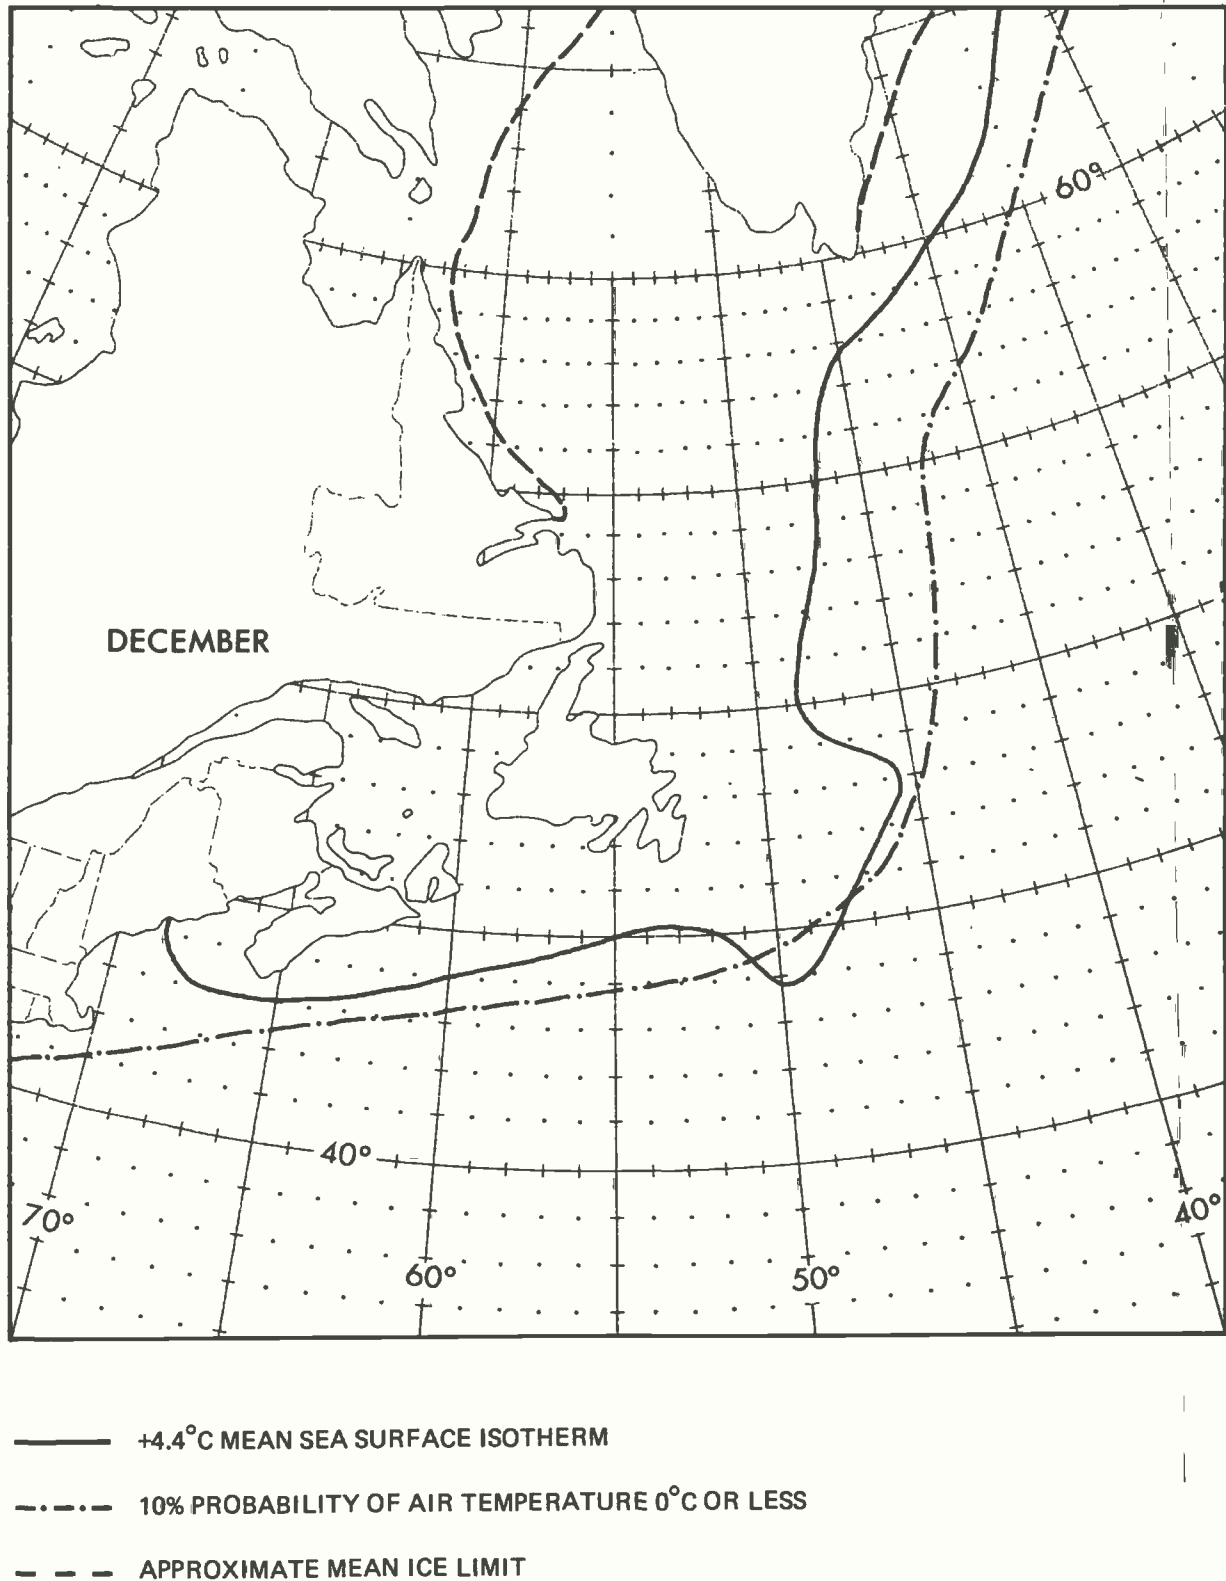 60°
DECEMBER
40°
70°
60°
50°
40°
+4.4°C MEAN SEA SURFACE ISOTHERM
10% PROBABILITY OF AIR TEMPERATURE 0°C OR LESS
APPROXIMATE MEAN ICE LIMIT